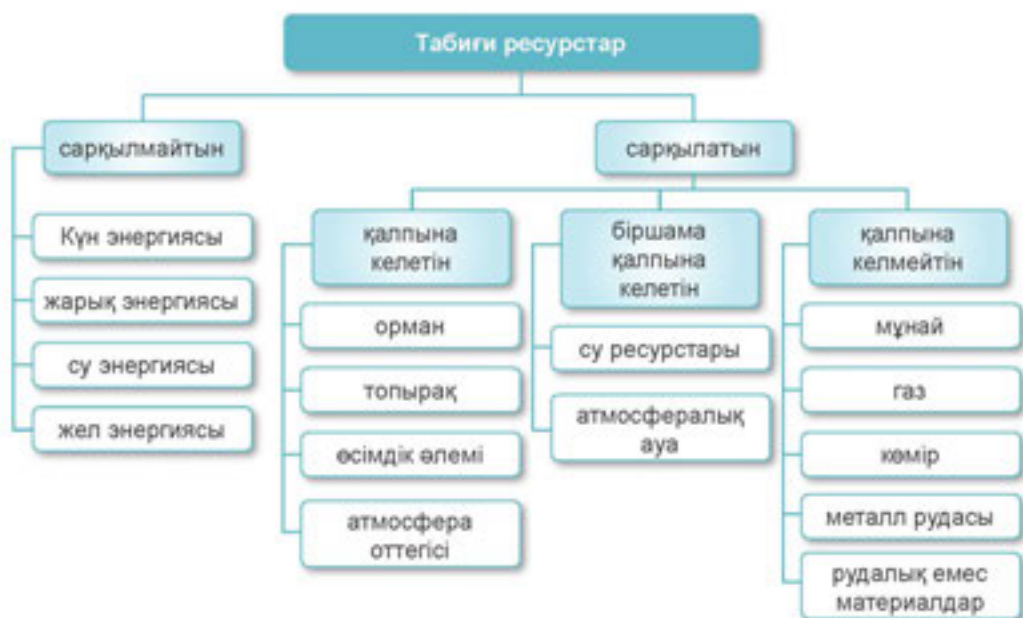 Табиғи ресурстар
сарқылмайтын
Күн энергиясы
жарық энергиясы
су энергиясы
жел энергиясы
сарқылатын
қалпына
келетін
орман
топырақ
өсімдік әлемі
атмосфера
оттегісі
біршама
қалпына
келетін
су ресурстары
атмосфералық
ауа
қалпына
келмейтін
мұнай
газ
көмір
металл рудасы
рудалық емес
материалдар